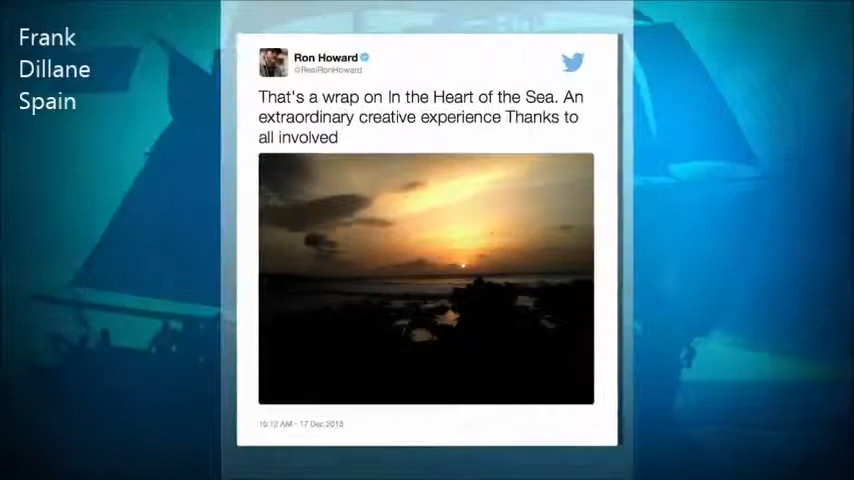 Frank
Dillane
Spain
Ron Howard
@RealRonHoward
That's a wrap on In the Heart of the Sea. An
extraordinary creative experience Thanks to
all involved
10:12 AM - 17 Dec 2013